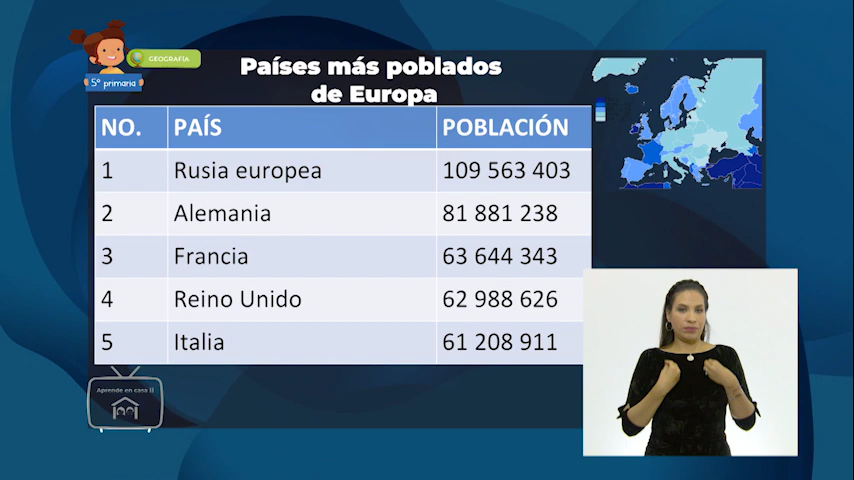 GEOGRAFÍA
5° primaria
Países más poblados
de Europa
NO. PAÍS POBLACIÓN
1 Rusia europea 109 563 403
2 Alemania 81 881 238
3 Francia 63 644 343
4 Reino Unido 62 988 626
5 Italia 61 208 911
Aprende en casa II